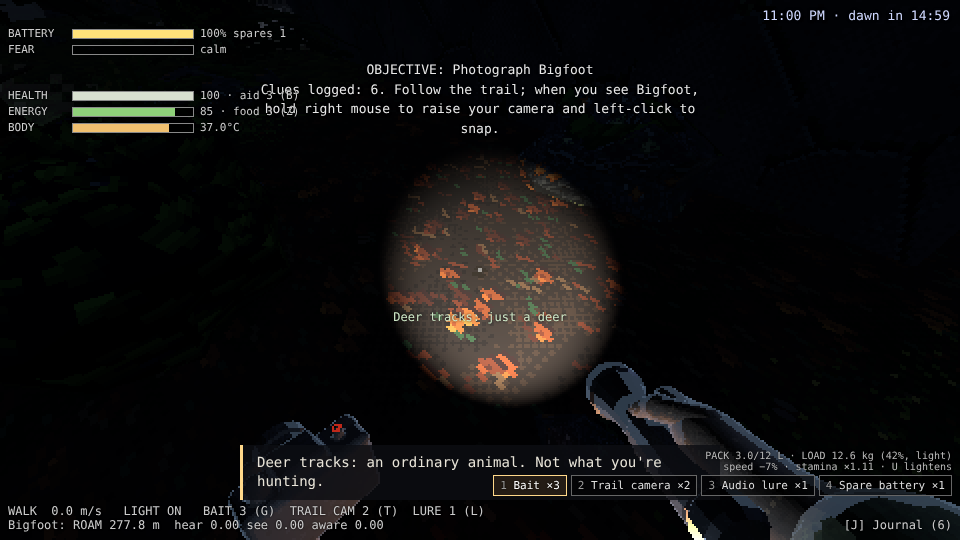 11:00 PM · dawn in 14:59
BATTERY 100% spares 1
FEAR calm
HEALTH 100 · aid 3 (B)
ENERGY 85 · food 3 (Z)
BODY 37.0°C
OBJECTIVE: Photograph Bigfoot
Clues logged: 6. Follow the trail; when you see Bigfoot,
hold right mouse to raise your camera and left-click to
snap.
Deer tracks: just a deer
Deer tracks: an ordinary animal. Not what you're
hunting.
PACK 3.0/12 L · LOAD 12.6 kg (42%, light)
speed −7% · stamina ×1.11 · U lightens
1 Bait ×3 2 Trail camera ×2 3 Audio lure ×1 4 Spare battery ×1
WALK 0.0 m/s LIGHT ON BAIT 3 (G) TRAIL CAM 2 (T) LURE 1 (L)
Bigfoot: ROAM 277.8 m hear 0.00 see 0.00 aware 0.00
[J] Journal (6)